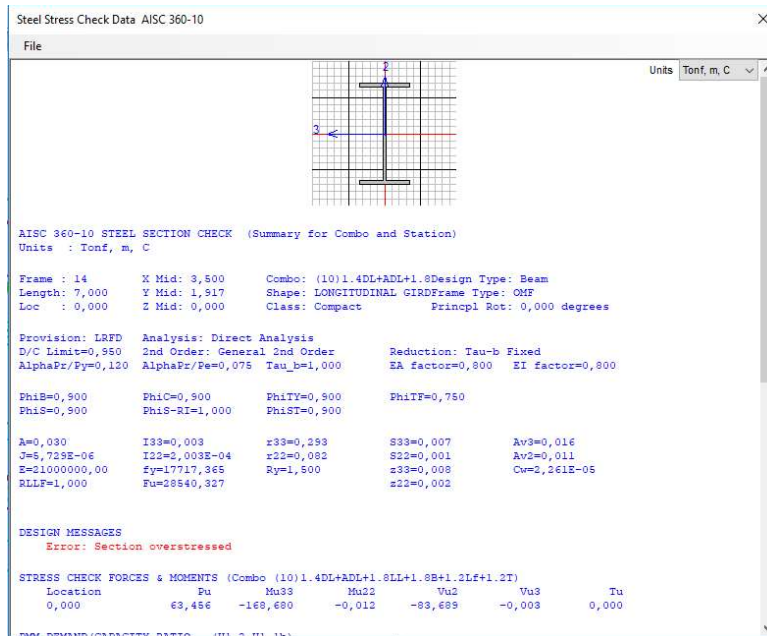 Steel Stress Check Data AISC 360-10
File
Units Tonf, m, C
2
3
AISC 360-10 STEEL SECTION CHECK (Summary for Combo and Station)
Units : Tonf, m, C
Frame : 14 X Mid: 3,500 Combo: (10)1.4DL+ADL+1.8Design Type: Beam
Length: 7,000 Y Mid: 1,917 Shape: LONGITUDINAL GIRDFrame Type: OMF
Loc : 0,000 Z Mid: 0,000 Class: Compact Princpl Rot: 0,000 degrees
Provision: LRFD Analysis: Direct Analysis
D/C Limit=0,950 2nd Order: General 2nd Order Reduction: Tau-b Fixed
AlphaPr/Py=0,120 AlphaPr/Pe=0,075 Tau_b=1,000 EA factor=0,800 EI factor=0,800
PhiB=0,900 PhiC=0,900 PhiTY=0,900 PhiTF=0,750
PhiS=0,900 PhiS-RI=1,000 PhiST=0,900
A=0,030 I33=0,003 r33=0,293 S33=0,007 Av3=0,016
J=5,729E-06 I22=2,003E-04 r22=0,082 S22=0,001 Av2=0,011
E=21000000,00 fy=17717,365 Ry=1,500 z33=0,008 Cw=2,261E-05
RLLF=1,000 Fu=28540,327 z22=0,002
DESIGN MESSAGES
Error: Section overstressed
STRESS CHECK FORCES & MOMENTS (Combo (10)1.4DL+ADL+1.8LL+1.8B+1.2Lf+1.2T)
Location Pu Mu33 Mu22 Vu2 Vu3 Tu
0,000 63,456 -168,680 -0,012 -83,689 -0,003 0,000
PMM DEMAND/CAPACITY RATIO (H1.2,H1-1b)